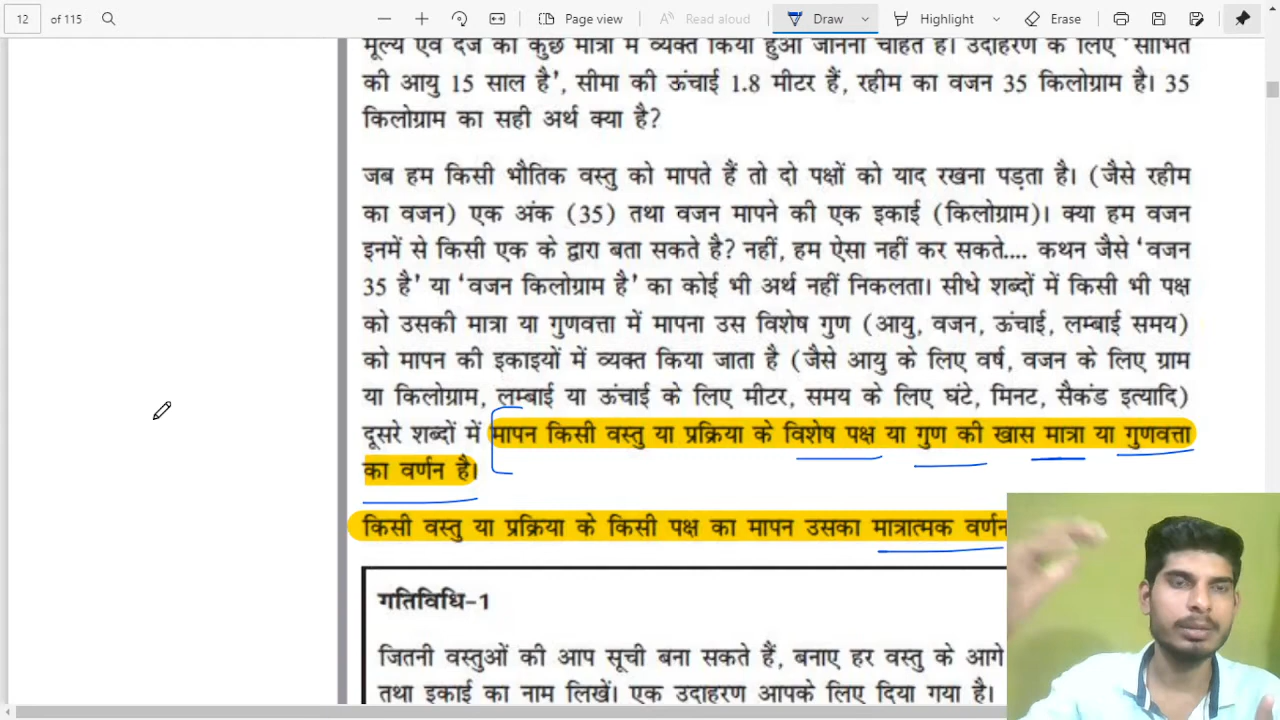 12 of 115 Page view Read aloud Draw Highlight Erase
मूल्य एवं दर्जे को कुछ मात्रा में व्यक्त किया हुआ जानना चाहते हैं। उदाहरण के लिए
की आयु 15 साल है’, सीमा की ऊंचाई 1.8 मीटर हैं, रहीम का वजन 35 किलोग्राम है। 35
किलोग्राम का सही अर्थ क्या है?
जब हम किसी भौतिक वस्तु को मापते हैं तो दो पक्षों को याद रखना पड़ता है। (जैसे रहीम
का वजन) एक अंक (35) तथा वजन मापने की एक इकाई (किलोग्राम)। क्या हम वजन
इनमें से किसी एक के द्वारा बता सकते है? नहीं, हम ऐसा नहीं कर सकते.... कथन जैसे ‘वजन
35 है’ या ‘वजन किलोग्राम है’ का कोई भी अर्थ नहीं निकलता। सीधे शब्दों में किसी भी पक्ष
को उसकी मात्रा या गुणवत्ता में मापना उस विशेष गुण (आयु, वजन, ऊंचाई, लम्बाई समय)
को मापन की इकाइयों में व्यक्त किया जाता है (जैसे आयु के लिए वर्ष, वजन के लिए ग्राम
या किलोग्राम, लम्बाई या ऊंचाई के लिए मीटर, समय के लिए घंटे, मिनट, सैकंड इत्यादि)
दूसरे शब्दों में मापन किसी वस्तु या प्रक्रिया के विशेष पक्ष या गुण की खास मात्रा या गुणवत्ता
का वर्णन है।
किसी वस्तु या प्रक्रिया के किसी पक्ष का मापन उसका मात्रात्मक वर्णन
गतिविधि-1
जितनी वस्तुओं की आप सूची बना सकते हैं, बनाए हर वस्तु के आगे
तथा इकाई का नाम लिखें। एक उदाहरण आपके लिए दिया गया है।